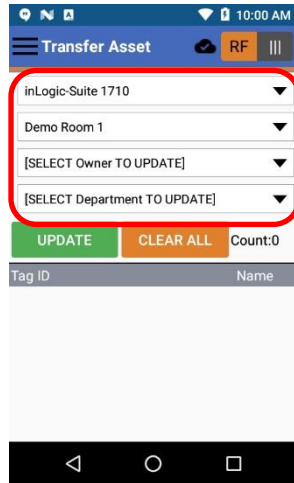 10:00 AM
Transfer Asset RF
inLogic-Suite 1710
Demo Room 1
[SELECT Owner TO UPDATE]
[SELECT Department TO UPDATE]
UPDATE CLEAR ALL Count:0
Tag ID Name